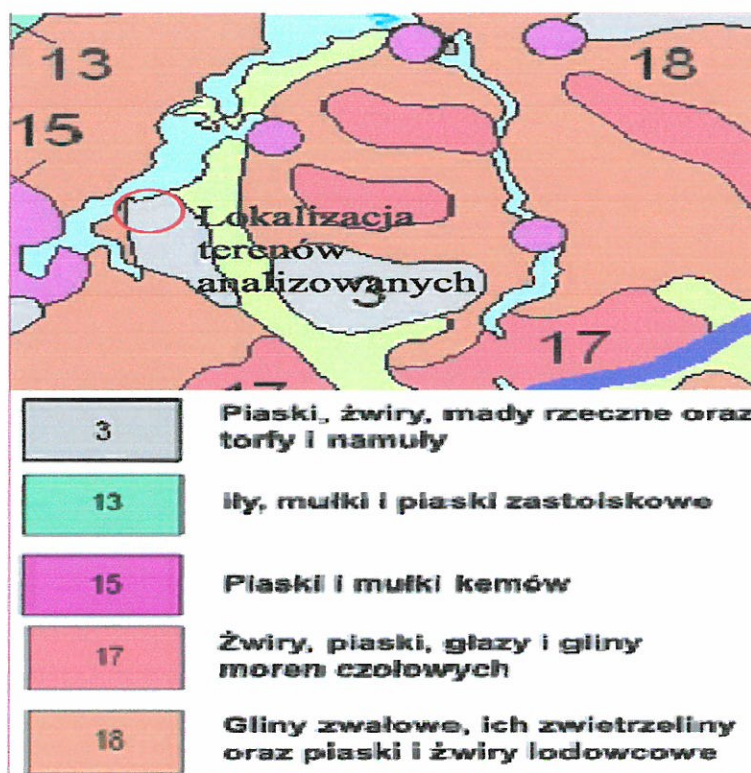 13
18
15
Lokalizacja
terenów
analizowanych
3
17
17
3
Piaski, żwiry, mady rzeczne oraz
torfy i namuły
13
iły, mułki i piaski zastoiskowe
15
Piaski i mułki kemów
17
Żwiry, piaski, głazy i gliny
moren czołowych
18
Gliny zwałowe, ich zwietrzeliny
oraz piaski i żwiry lodowcowe